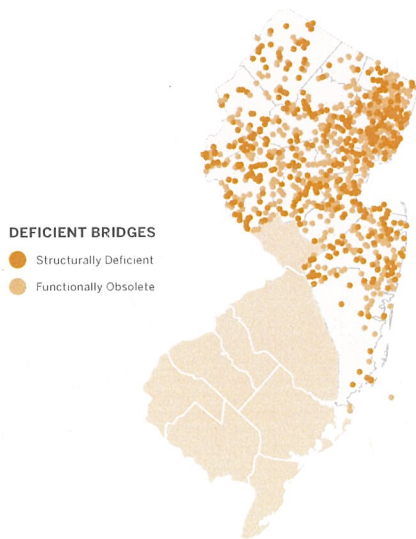 DEFICIENT BRIDGES
Structurally Deficient
Functionally Obsolete